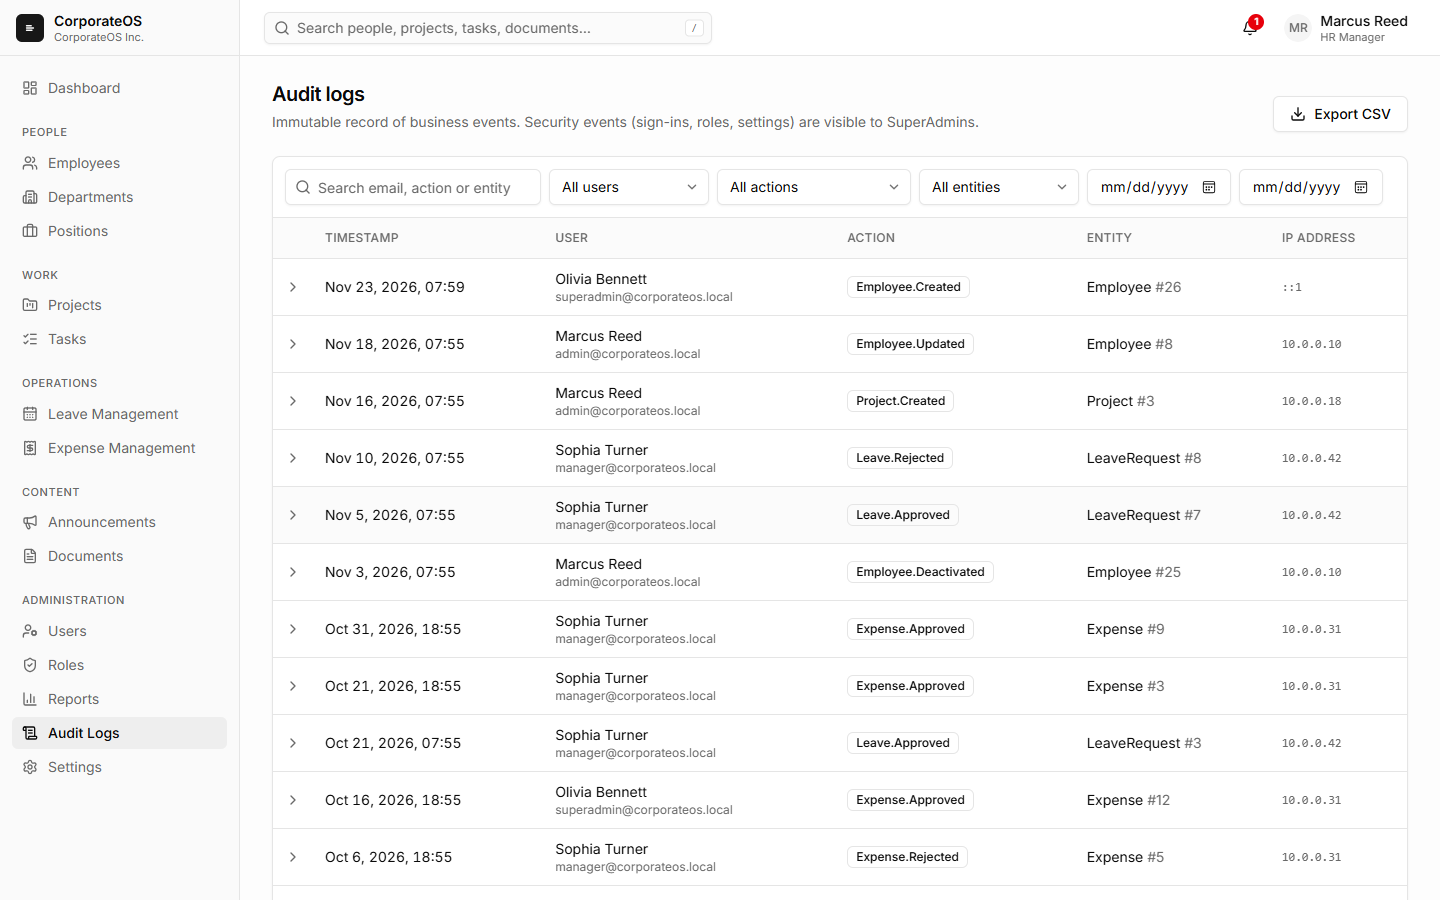 CorporateOS
CorporateOS Inc.
Search people, projects, tasks, documents...
/
1
MR
Marcus Reed
HR Manager
Dashboard
PEOPLE
Employees
Departments
Positions
WORK
Projects
Tasks
OPERATIONS
Leave Management
Expense Management
CONTENT
Announcements
Documents
ADMINISTRATION
Users
Roles
Reports
Audit Logs
Settings
Audit logs
Immutable record of business events. Security events (sign-ins, roles, settings) are visible to SuperAdmins.
Export CSV
Search email, action or entity
All users
All actions
All entities
mm/dd/yyyy
mm/dd/yyyy
TIMESTAMP USER ACTION ENTITY IP ADDRESS
Nov 23, 2026, 07:59 Olivia Bennett Employee.Created Employee #26 ::1
superadmin@corporateos.local
Nov 18, 2026, 07:55 Marcus Reed Employee.Updated Employee #8 10.0.0.10
admin@corporateos.local
Nov 16, 2026, 07:55 Marcus Reed Project.Created Project #3 10.0.0.18
admin@corporateos.local
Nov 10, 2026, 07:55 Sophia Turner Leave.Rejected LeaveRequest #8 10.0.0.42
manager@corporateos.local
Nov 5, 2026, 07:55 Sophia Turner Leave.Approved LeaveRequest #7 10.0.0.42
manager@corporateos.local
Nov 3, 2026, 07:55 Marcus Reed Employee.Deactivated Employee #25 10.0.0.10
admin@corporateos.local
Oct 31, 2026, 18:55 Sophia Turner Expense.Approved Expense #9 10.0.0.31
manager@corporateos.local
Oct 21, 2026, 18:55 Sophia Turner Expense.Approved Expense #3 10.0.0.31
manager@corporateos.local
Oct 21, 2026, 07:55 Sophia Turner Leave.Approved LeaveRequest #3 10.0.0.42
manager@corporateos.local
Oct 16, 2026, 18:55 Olivia Bennett Expense.Approved Expense #12 10.0.0.31
superadmin@corporateos.local
Oct 6, 2026, 18:55 Sophia Turner Expense.Rejected Expense #5 10.0.0.31
manager@corporateos.local